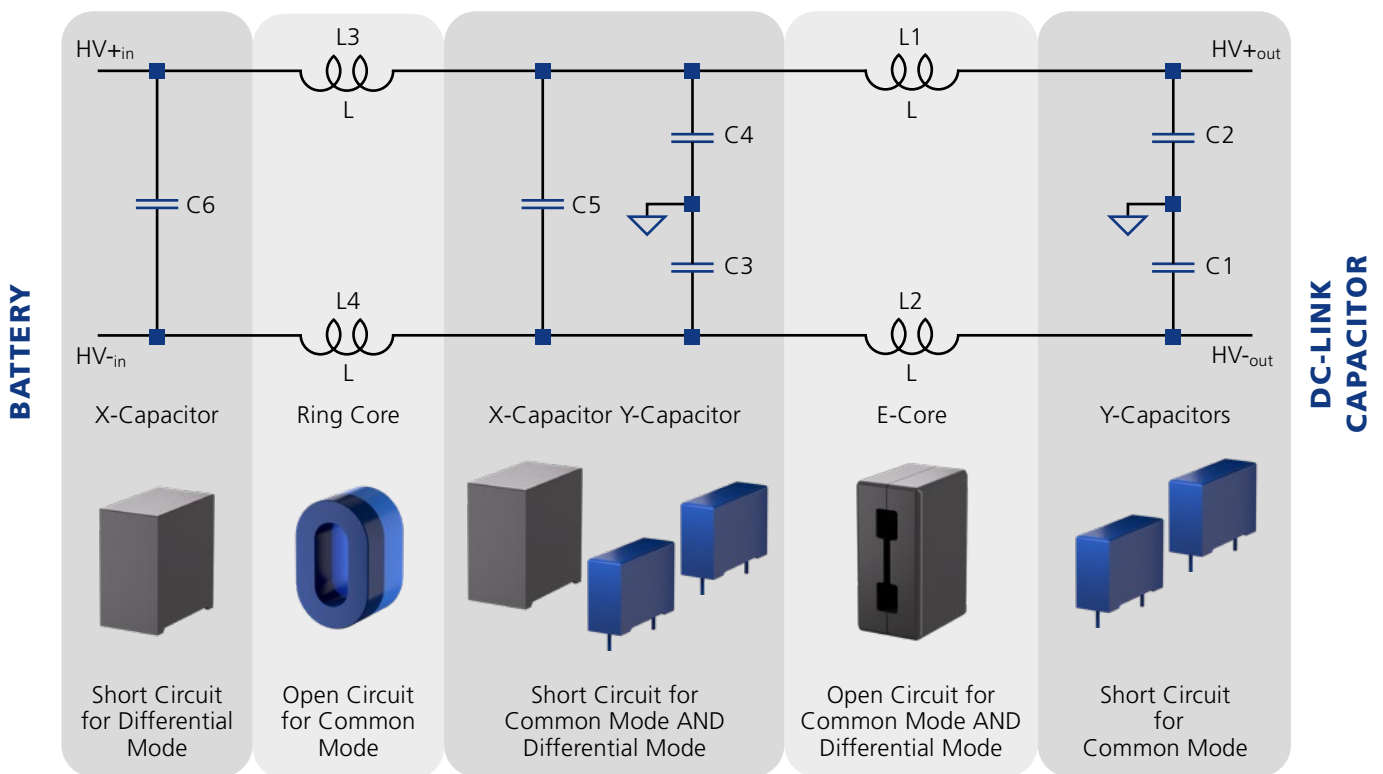 HV+in
L3
L
L1
L
HV+out
C4
C2
C6
C5
C3
C1
L4
L
L2
L
HV-in
HV-out
BATTERY
DC-LINK
CAPACITOR
X-Capacitor
Ring Core
X-Capacitor Y-Capacitor
E-Core
Y-Capacitors
Short Circuit
for Differential
Mode
Open Circuit
for Common
Mode
Short Circuit for
Common Mode AND
Differential Mode
Open Circuit for
Common Mode AND
Differential Mode
Short Circuit
for
Common Mode